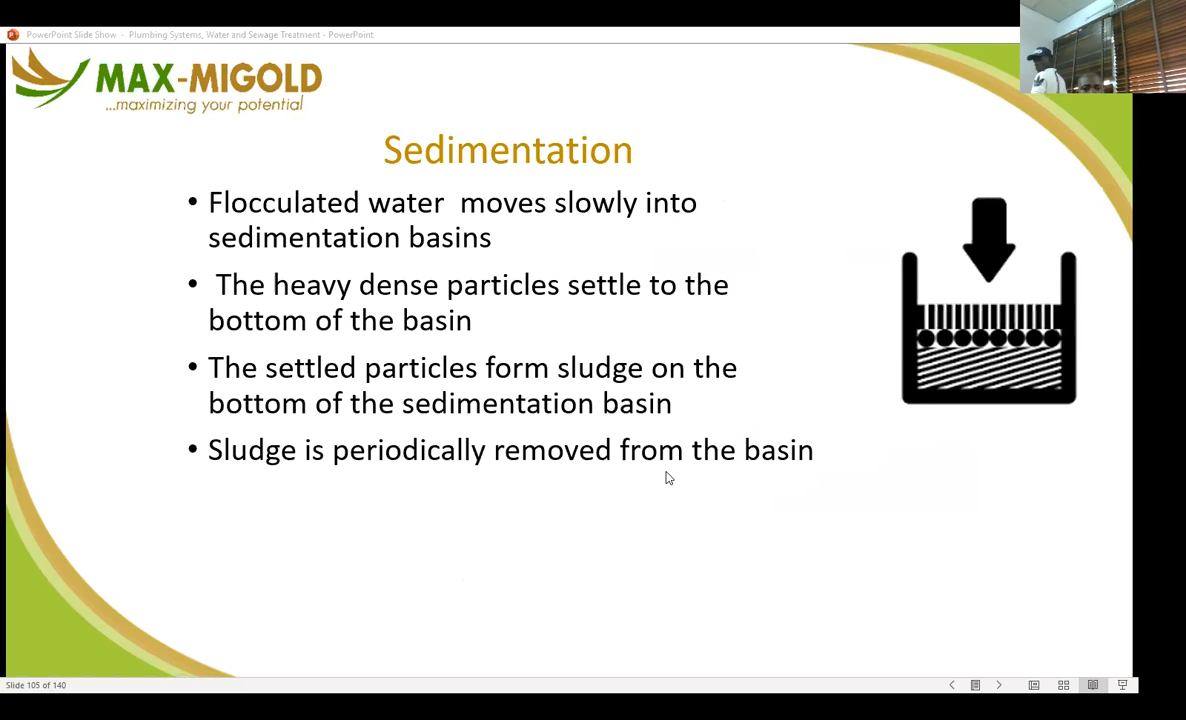 PowerPoint Slide Show - Plumbing Systems, Water and Sewage Treatment - PowerPoint
MAX-MIGOLD
...maximizing your potential
Sedimentation
• Flocculated water moves slowly into
sedimentation basins
• The heavy dense particles settle to the
bottom of the basin
• The settled particles form sludge on the
bottom of the sedimentation basin
• Sludge is periodically removed from the basin
Slide 105 of 140